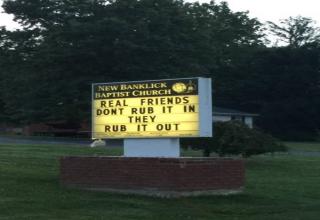 NEW BANKLICK
BAPTIST CHURCH
REAL FRIENDS
DONT RUB IT IN
THEY
RUB IT OUT